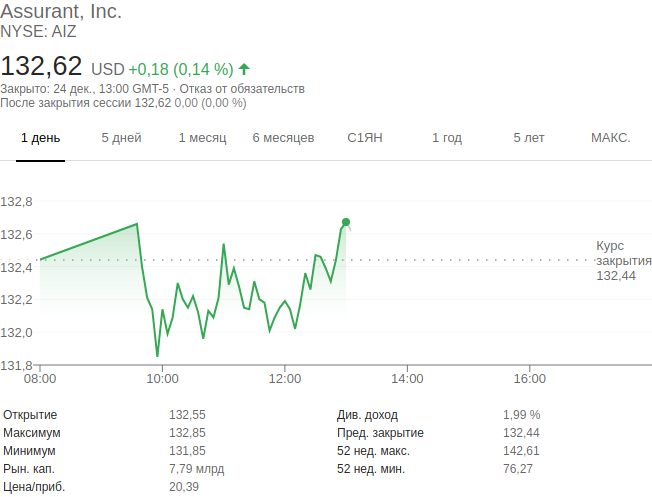 Assurant, Inc.
NYSE: AIZ
132,62 USD +0,18 (0,14 %)
Закрыто: 24 дек., 13:00 GMT-5 · Отказ от обязательств
После закрытия сессии 132,62 0,00 (0,00 %)
1 день 5 дней 1 месяц 6 месяцев С1ЯН 1 год 5 лет МАКС.
132,8
132,6
132,4
132,2
132,0
131,8
Курс
закрытия
132,44
08:00 10:00 12:00 14:00 16:00
Открытие 132,55 Див. доход 1,99 %
Максимум 132,85 Пред. закрытие 132,44
Минимум 131,85 52 нед. макс. 142,61
Рын. кап. 7,79 млрд 52 нед. мин. 76,27
Цена/приб. 20,39